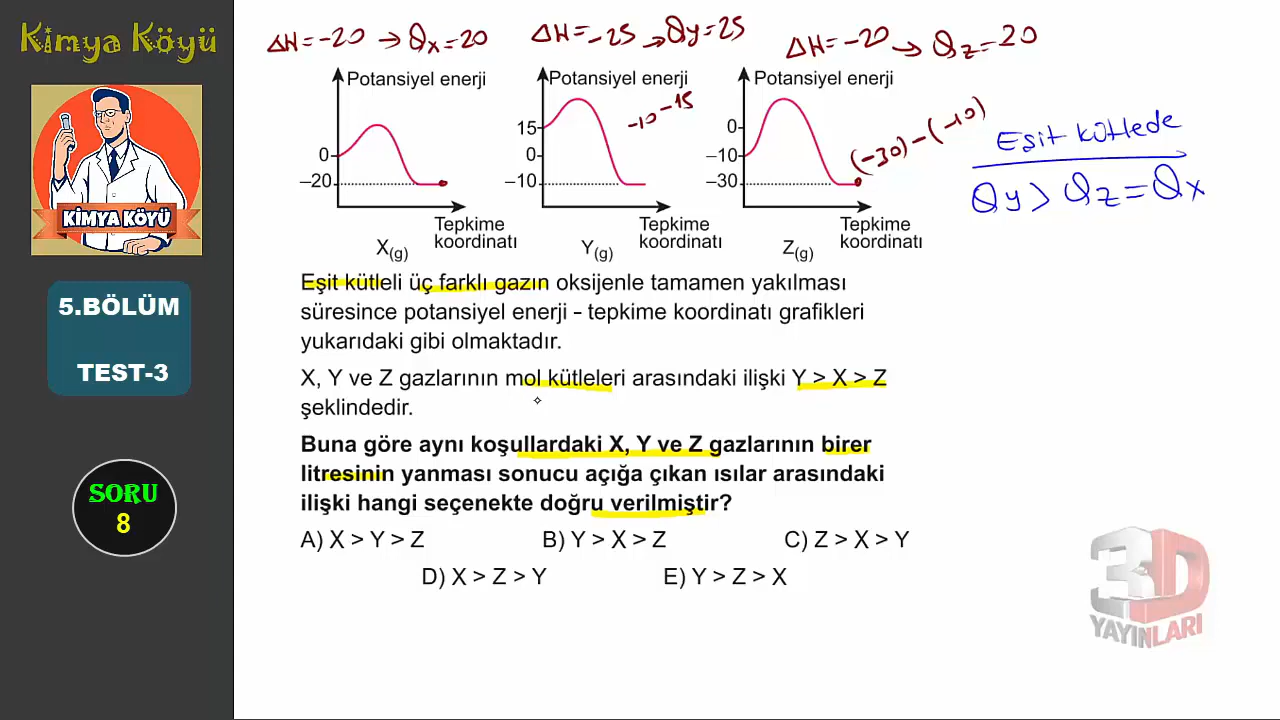 Kimya Köyü
KİMYA KÖYÜ
5.BÖLÜM
TEST-3
SORU
8
ΔH=-20 → Qx=20
ΔH=-25 → Qy=25
ΔH=-20 → Qz=20
Potansiyel enerji
0
-20
Tepkime
koordinatı
X(g)
Potansiyel enerji
-10-15
15
0
-10
Tepkime
koordinatı
Y(g)
Potansiyel enerji
0
-10
-30
(-30)-(-10)
Tepkime
koordinatı
Z(g)
Eşit kütlede
Qy > Qz = Qx
Eşit kütleli üç farklı gazın oksijenle tamamen yakılması
süresince potansiyel enerji - tepkime koordinatı grafikleri
yukarıdaki gibi olmaktadır.
X, Y ve Z gazlarının mol kütleleri arasındaki ilişki Y > X > Z
şeklindedir.
Buna göre aynı koşullardaki X, Y ve Z gazlarının birer
litresinin yanması sonucu açığa çıkan ısılar arasındaki
ilişki hangi seçenekte doğru verilmiştir?
A) X > Y > Z B) Y > X > Z C) Z > X > Y
D) X > Z > Y E) Y > Z > X
3D
YAYINLARI